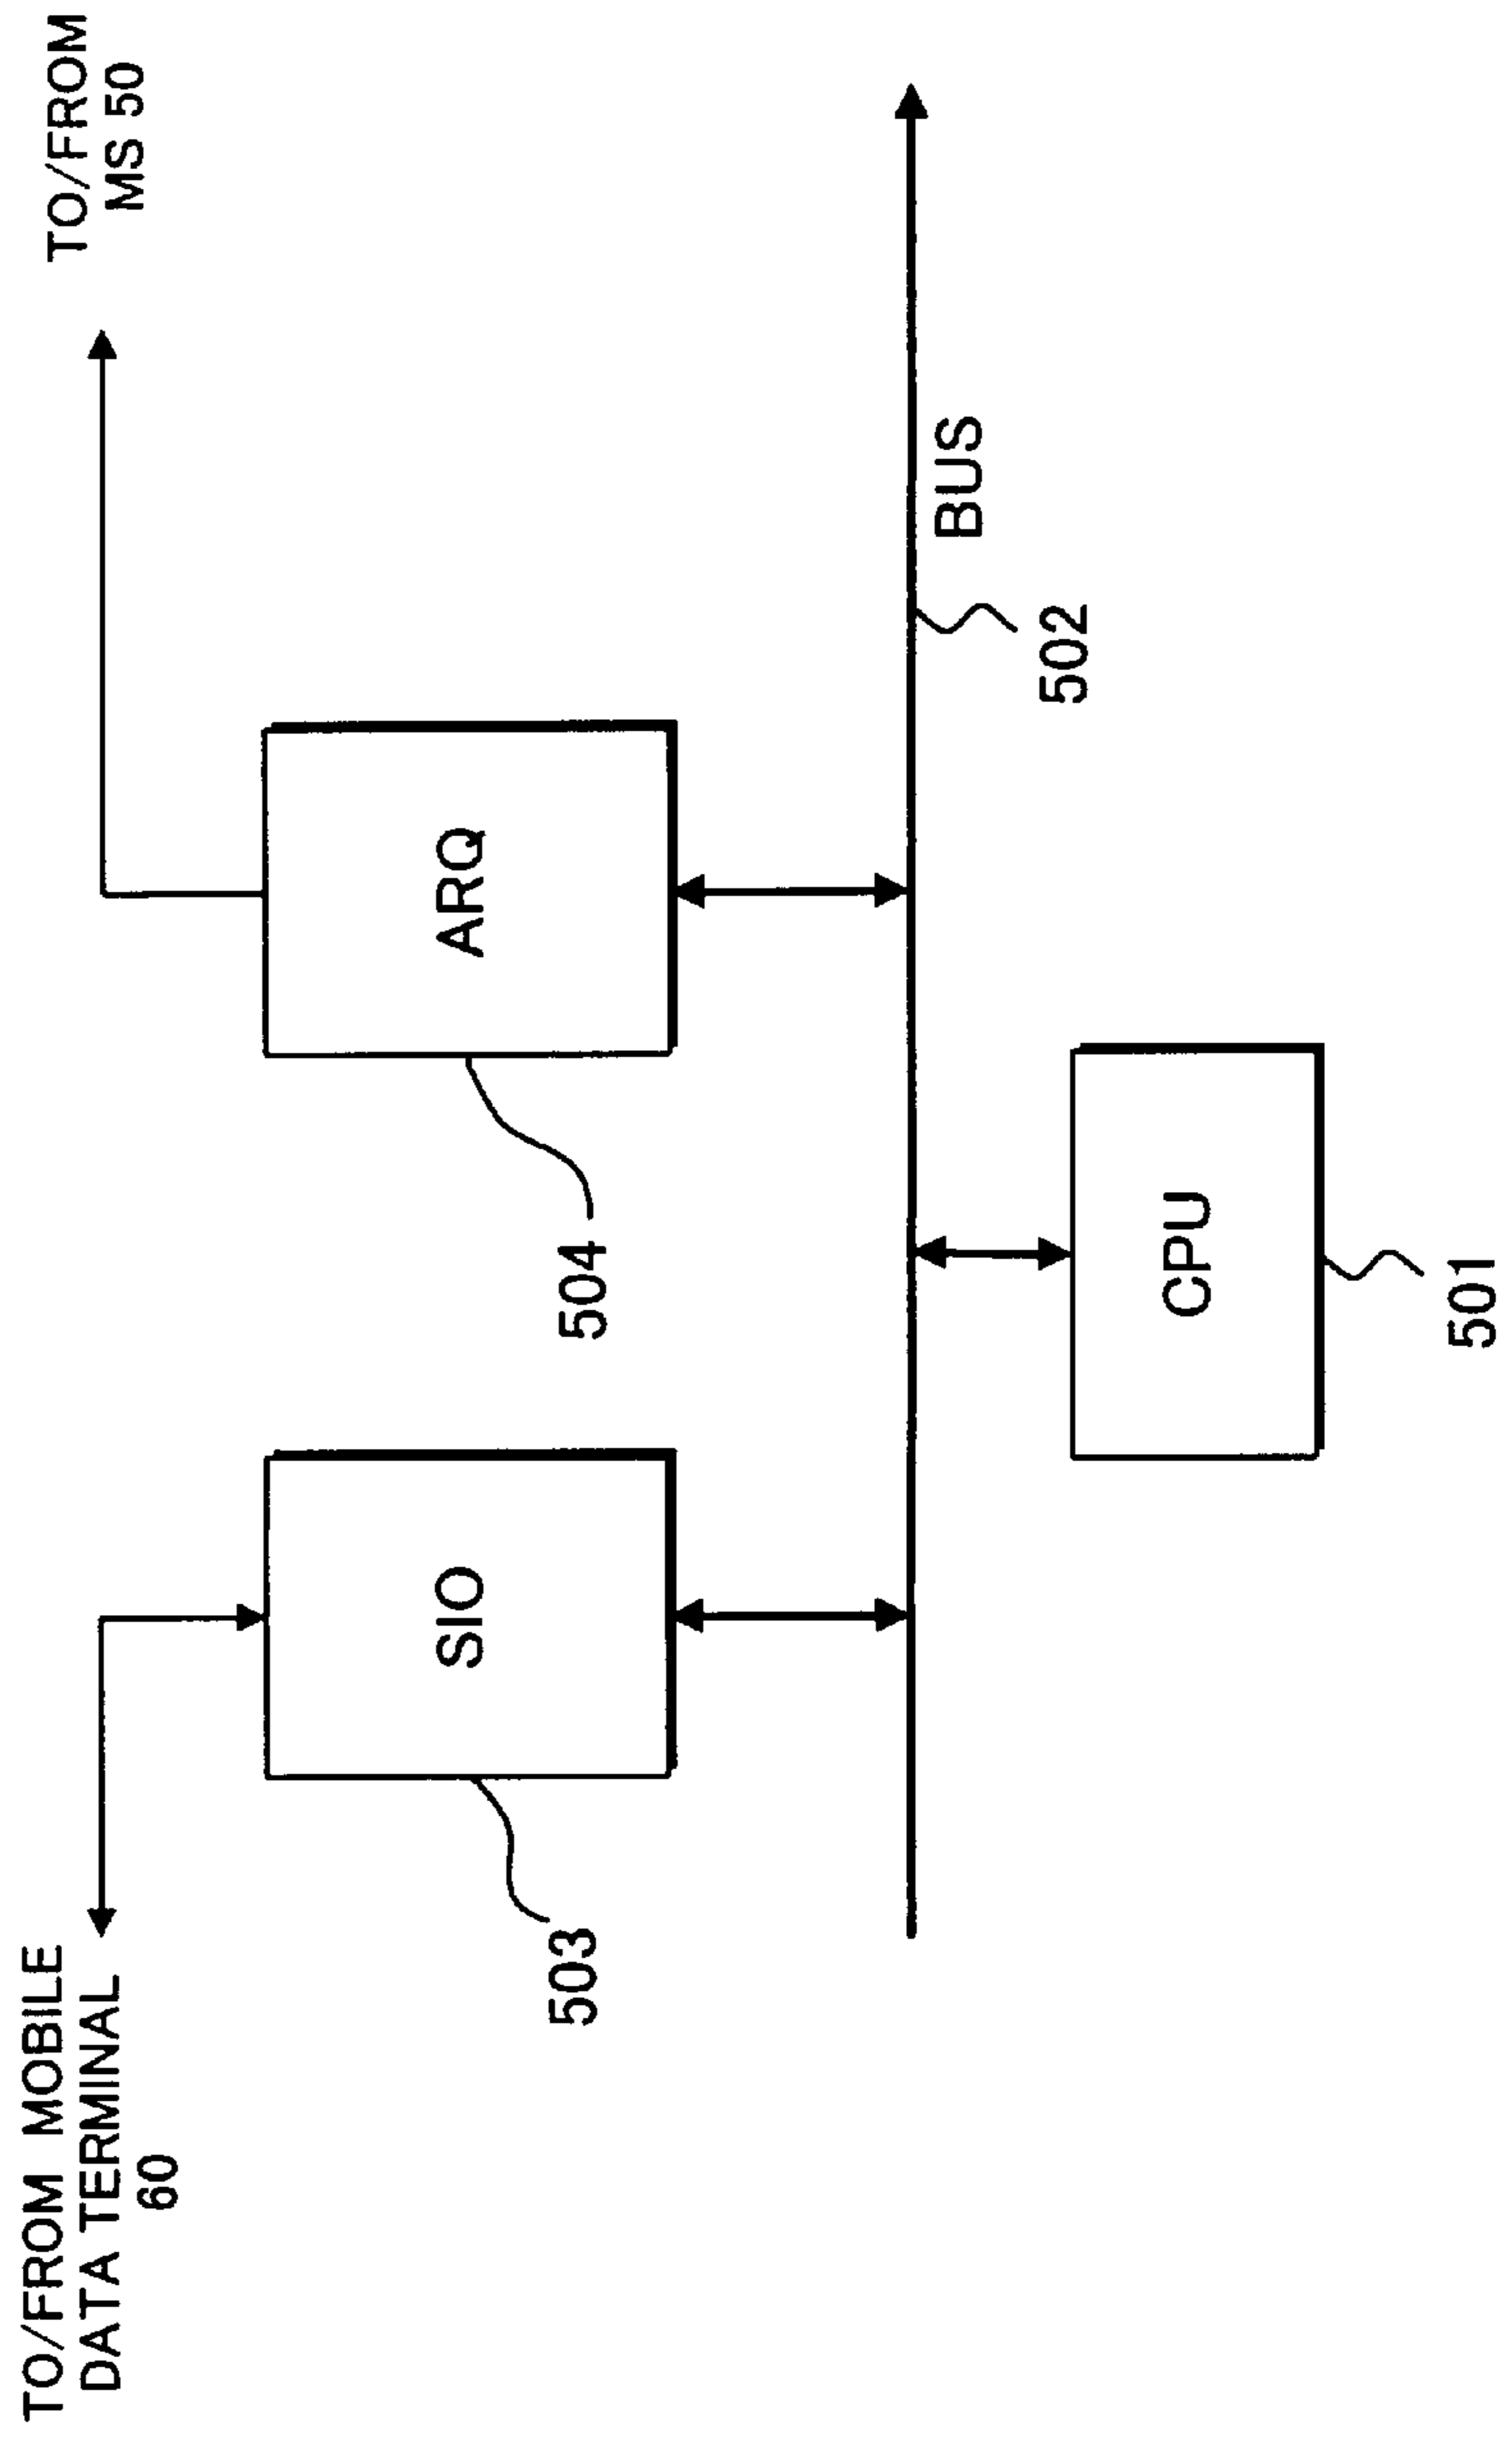 TO/FROM MOBILE
DATA TERMINAL
60
TO/FROM
MS 50
SIO
503
ARQ
504
BUS
502
CPU
501